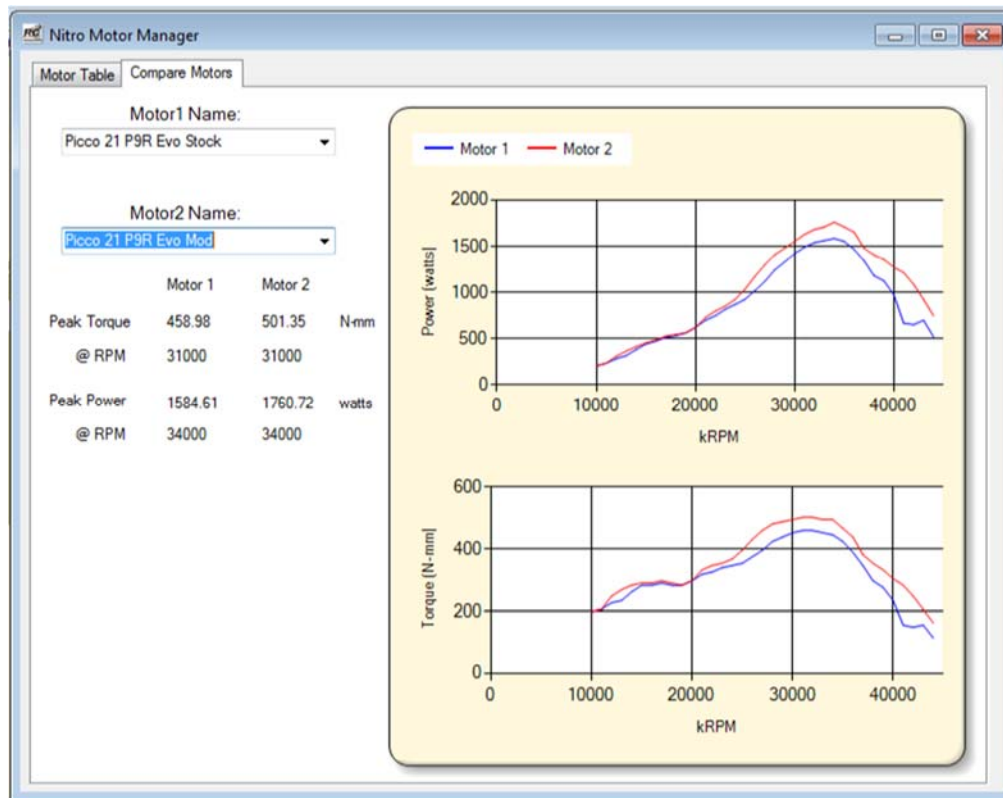 Nitro Motor Manager
Motor Table Compare Motors
Motor1 Name:
Picco 21 P9R Evo Stock
Motor2 Name:
Picco 21 P9R Evo Mod
Motor 1 Motor 2
Peak Torque 458.98 501.35 N-mm
@ RPM 31000 31000
Peak Power 1584.61 1760.72 watts
@ RPM 34000 34000
Motor 1 Motor 2
Power (watts)
2000
1500
1000
500
0
0 10000 20000 30000 40000
kRPM
Torque (N-mm)
600
400
200
0
0 10000 20000 30000 40000
kRPM